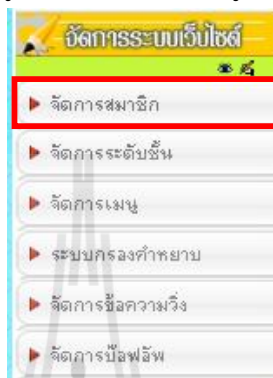 จัดการระบบเว็บไซต์
จัดการสมาชิก
จัดการระดับชั้น
จัดการเมนู
ระบบกรองคำหยาบ
จัดการข้อความวิ่ง
จัดการป๊อฟอัพ